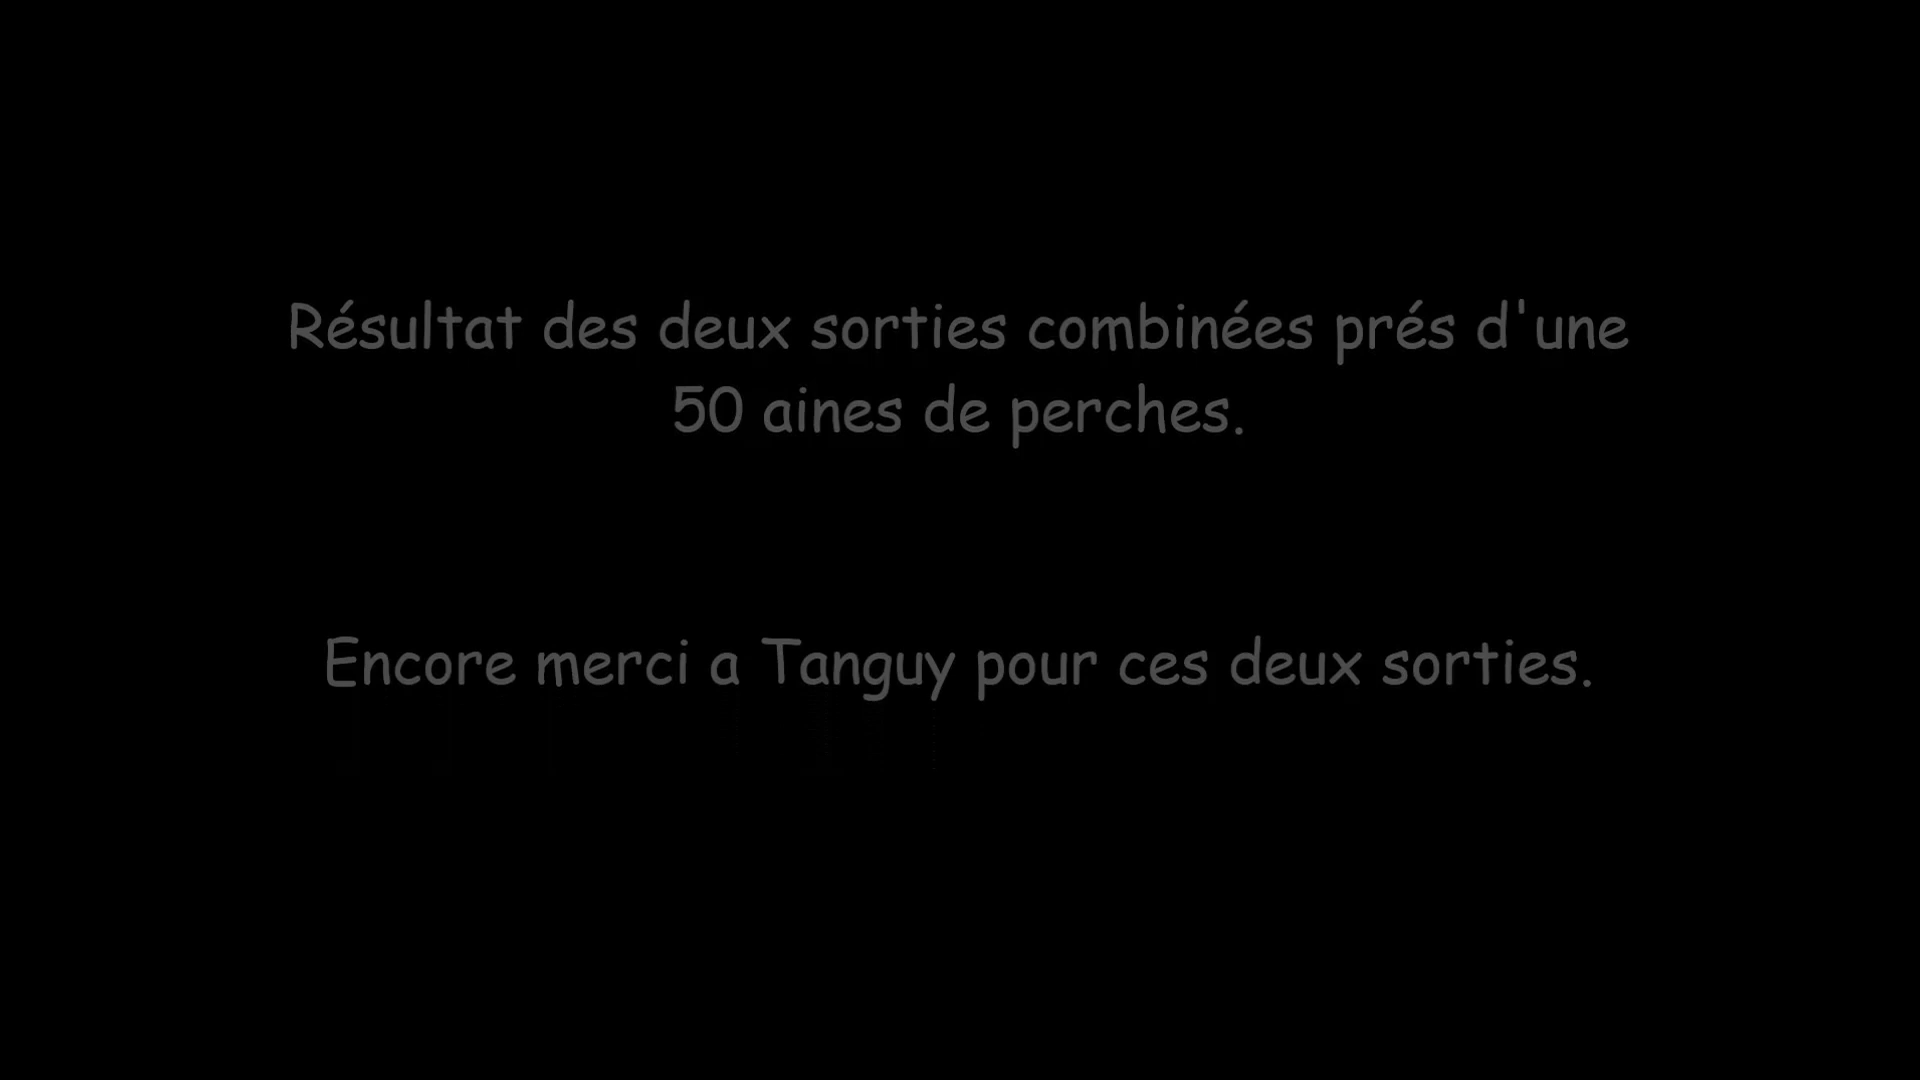 Résultat des deux sorties combinées prés d'une
50 aines de perches.
Encore merci a Tanguy pour ces deux sorties.